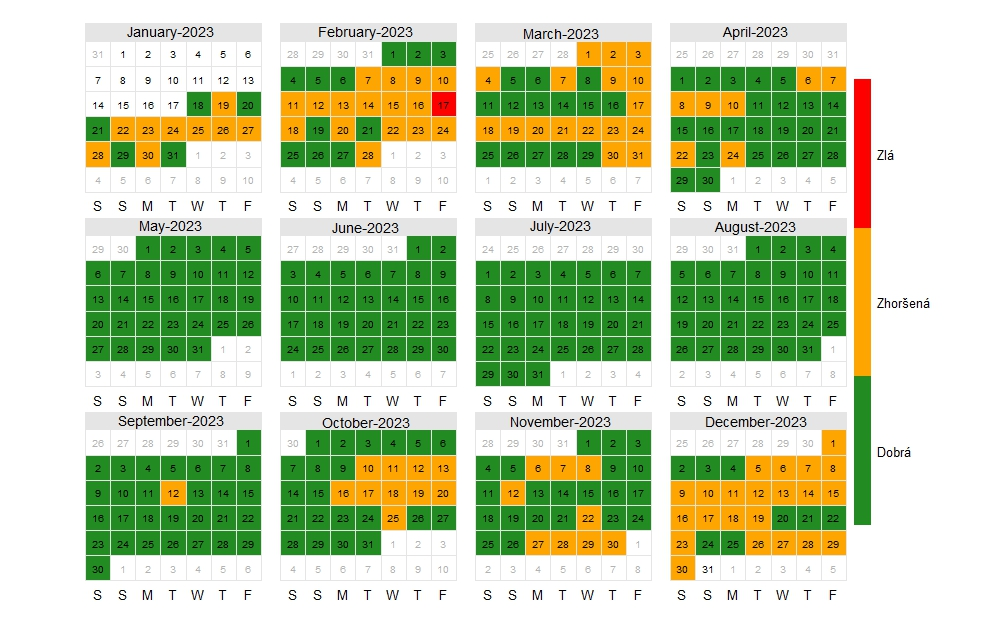 January-2023 February-2023 March-2023 April-2023
31 1 2 3 4 5 6 28 29 30 31 1 2 3 25 26 27 28 1 2 3 25 26 27 28 29 30 31
7 8 9 10 11 12 13 4 5 6 7 8 9 10 4 5 6 7 8 9 10 1 2 3 4 5 6 7
14 15 16 17 18 19 20 11 12 13 14 15 16 17 11 12 13 14 15 16 17 8 9 10 11 12 13 14
21 22 23 24 25 26 27 18 19 20 21 22 23 24 18 19 20 21 22 23 24 15 16 17 18 19 20 21
28 29 30 31 1 2 3 25 26 27 28 1 2 3 25 26 27 28 29 30 31 22 23 24 25 26 27 28
4 5 6 7 8 9 10 4 5 6 7 8 9 10 1 2 3 4 5 6 7 29 30 1 2 3 4 5
S S M T W T F S S M T W T F S S M T W T F S S M T W T F
May-2023 June-2023 July-2023 August-2023
29 30 1 2 3 4 5 27 28 29 30 31 1 2 24 25 26 27 28 29 30 29 30 31 1 2 3 4
6 7 8 9 10 11 12 3 4 5 6 7 8 9 1 2 3 4 5 6 7 5 6 7 8 9 10 11
13 14 15 16 17 18 19 10 11 12 13 14 15 16 8 9 10 11 12 13 14 12 13 14 15 16 17 18
20 21 22 23 24 25 26 17 18 19 20 21 22 23 15 16 17 18 19 20 21 19 20 21 22 23 24 25
27 28 29 30 31 1 2 24 25 26 27 28 29 30 22 23 24 25 26 27 28 26 27 28 29 30 31 1
3 4 5 6 7 8 9 1 2 3 4 5 6 7 29 30 31 1 2 3 4 2 3 4 5 6 7 8
S S M T W T F S S M T W T F S S M T W T F S S M T W T F
September-2023 October-2023 November-2023 December-2023
26 27 28 29 30 31 1 30 1 2 3 4 5 6 28 29 30 31 1 2 3 25 26 27 28 29 30 1
2 3 4 5 6 7 8 7 8 9 10 11 12 13 4 5 6 7 8 9 10 2 3 4 5 6 7 8
9 10 11 12 13 14 15 14 15 16 17 18 19 20 11 12 13 14 15 16 17 9 10 11 12 13 14 15
16 17 18 19 20 21 22 21 22 23 24 25 26 27 18 19 20 21 22 23 24 16 17 18 19 20 21 22
23 24 25 26 27 28 29 28 29 30 31 1 2 3 25 26 27 28 29 30 1 23 24 25 26 27 28 29
30 1 2 3 4 5 6 4 5 6 7 8 9 10 2 3 4 5 6 7 8 30 31 1 2 3 4 5
S S M T W T F S S M T W T F S S M T W T F S S M T W T F
Zlá
Zhoršená
Dobrá